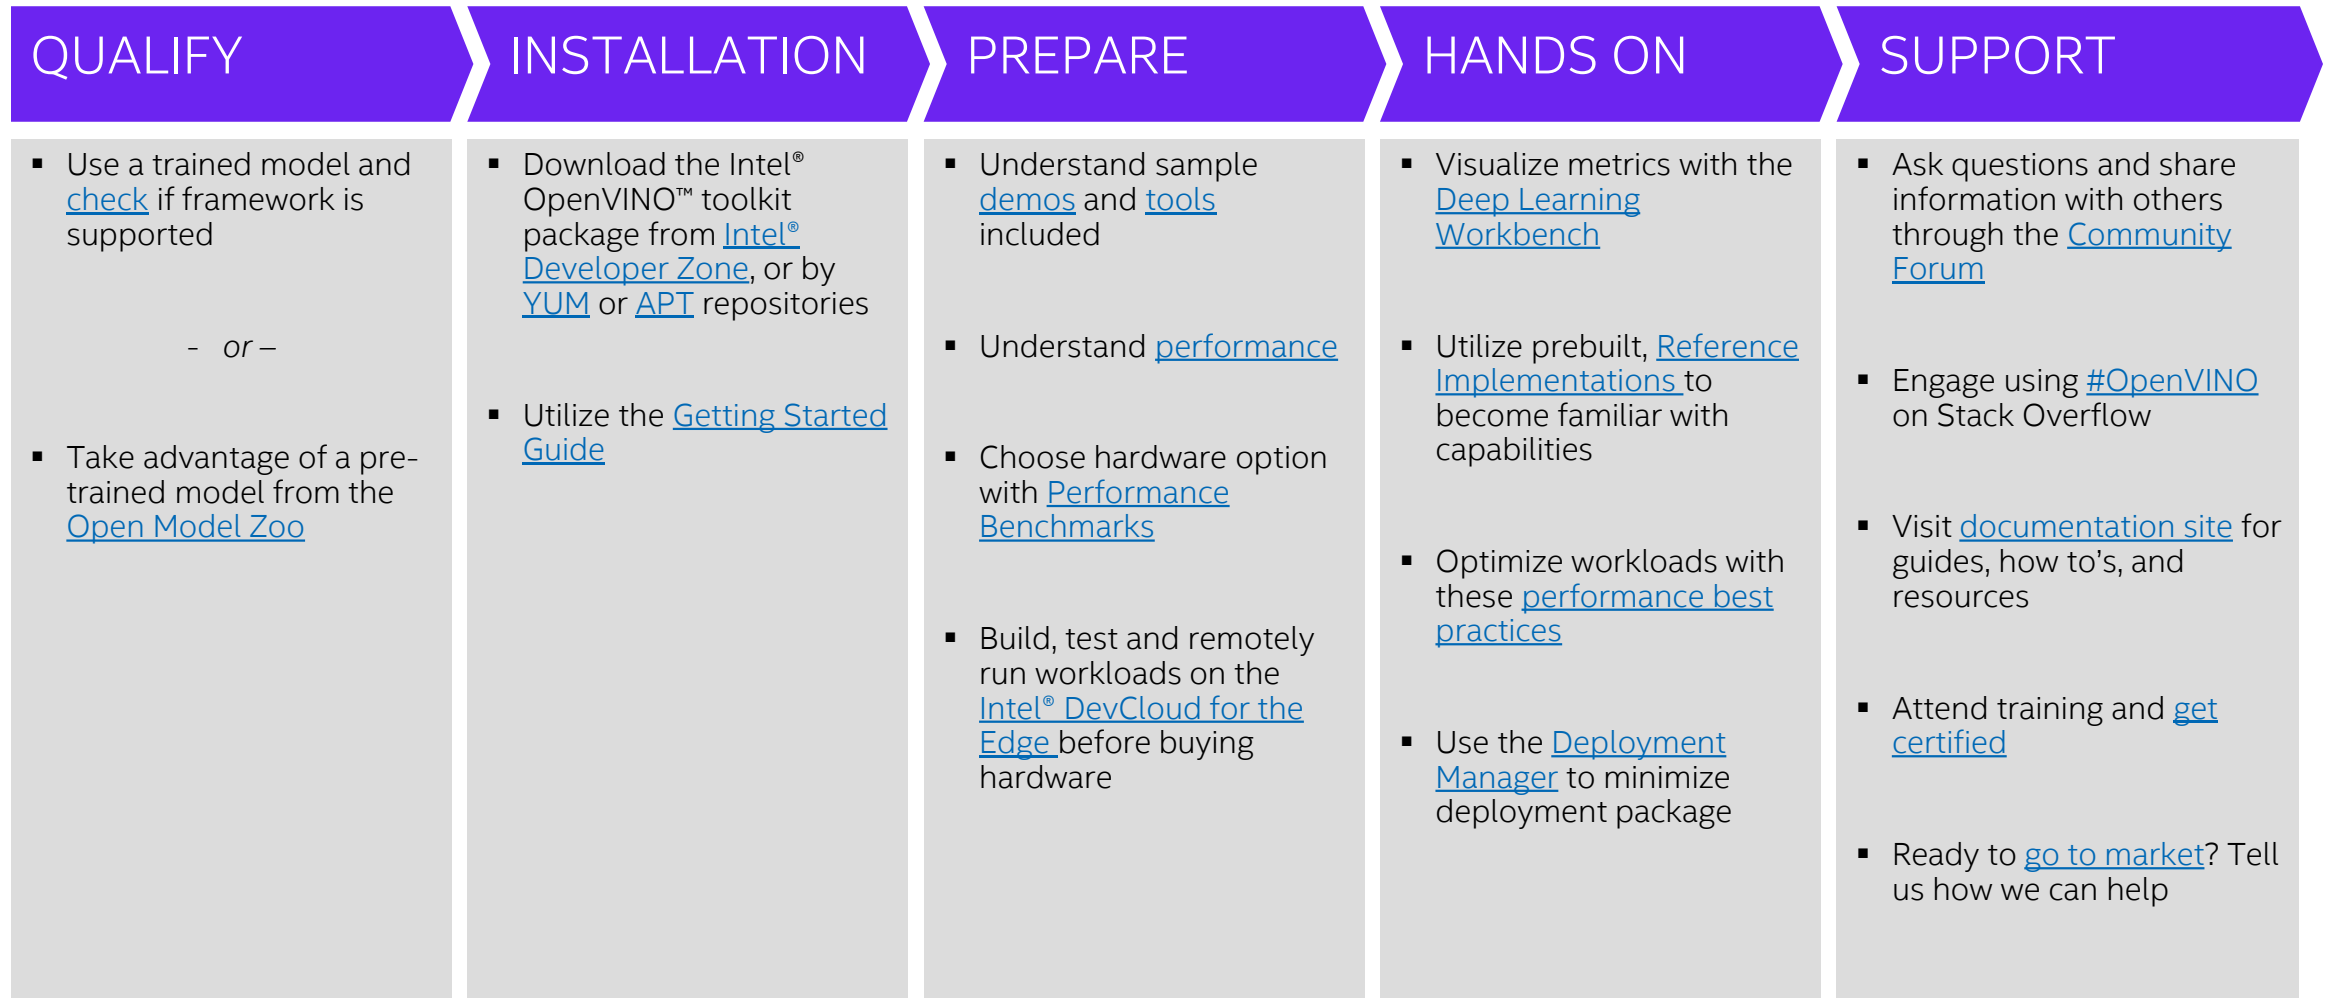 QUALIFY
▪ Use a trained model and
check if framework is
supported
- or –
▪ Take advantage of a pre-
trained model from the
Open Model Zoo
INSTALLATION
▪ Download the Intel®
OpenVINO™ toolkit
package from Intel®
Developer Zone, or by
YUM or APT repositories
▪ Utilize the Getting Started
Guide
PREPARE
▪ Understand sample
demos and tools
included
▪ Understand performance
▪ Choose hardware option
with Performance
Benchmarks
▪ Build, test and remotely
run workloads on the
Intel® DevCloud for the
Edge before buying
hardware
HANDS ON
▪ Visualize metrics with the
Deep Learning
Workbench
▪ Utilize prebuilt, Reference
Implementations to
become familiar with
capabilities
▪ Optimize workloads with
these performance best
practices
▪ Use the Deployment
Manager to minimize
deployment package
SUPPORT
▪ Ask questions and share
information with others
through the Community
Forum
▪ Engage using #OpenVINO
on Stack Overflow
▪ Visit documentation site for
guides, how to’s, and
resources
▪ Attend training and get
certified
▪ Ready to go to market? Tell
us how we can help